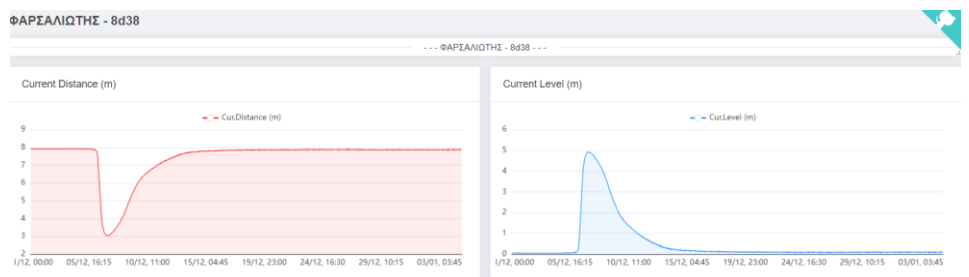 ΦΑΡΣΑΛΙΩΤΗΣ - 8d38
- - - ΦΑΡΣΑΛΙΩΤΗΣ - 8d38 - - -
Current Distance (m)
Cur.Distance (m)
9
8
7
6
5
4
3
2
I/12, 00:00 05/12, 16:15 10/12, 11:00 15/12, 04:45 19/12, 23:00 24/12, 16:30 29/12, 10:15 03/01, 03:45
Current Level (m)
Cur.Level (m)
6
5
4
3
2
1
0
I/12, 00:00 05/12, 16:15 10/12, 11:00 15/12, 04:45 19/12, 23:00 24/12, 16:30 29/12, 10:15 03/01, 03:45